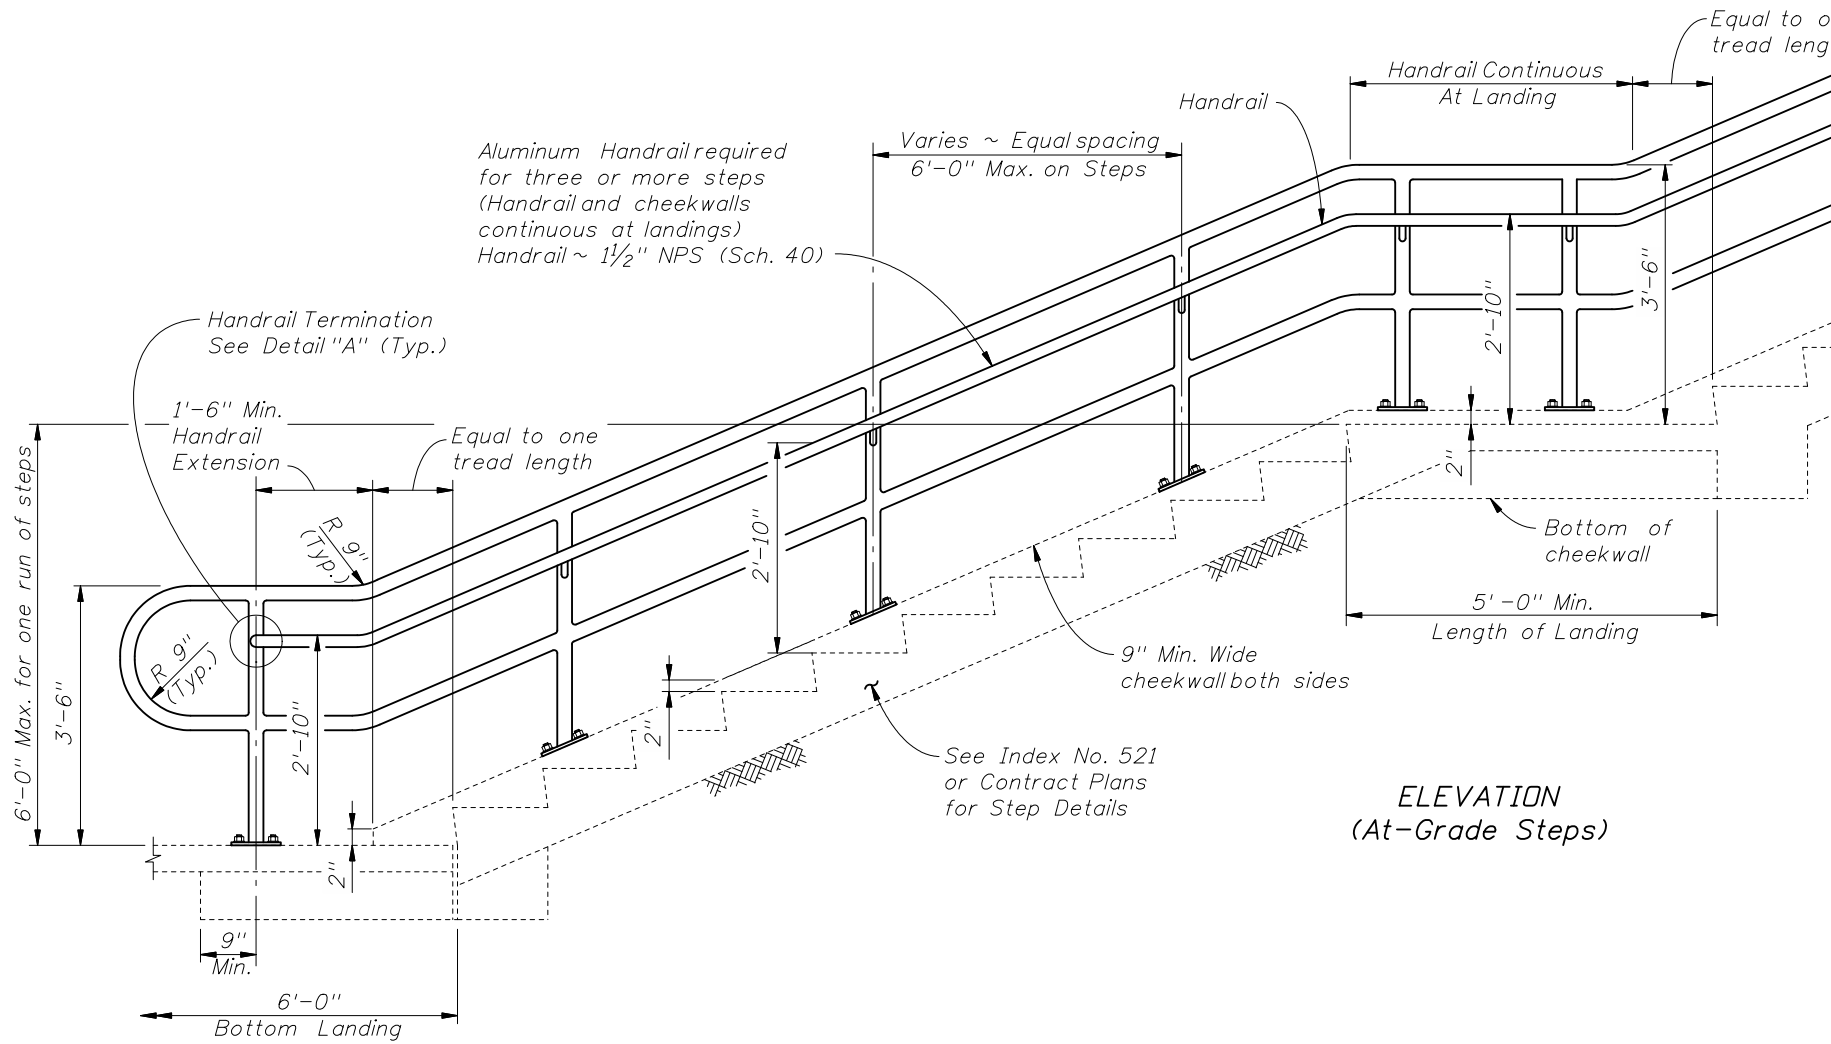 Equal to o
tread leng
Handrail Continuous
At Landing
Handrail
Varies ~ Equal spacing
6'-0" Max. on Steps
Aluminum Handrail required
for three or more steps
(Handrail and cheekwalls
continuous at landings)
Handrail ~ 1½" NPS (Sch. 40)
3'-6"
2'-10"
Handrail Termination
See Detail "A" (Typ.)
1'-6" Min.
Handrail
Extension
Equal to one
tread length
2"
6'-0" Max. for one run of steps
R 9"
(Typ.)
2'-10"
Bottom of
cheekwall
5'-0" Min.
Length of Landing
9" Min. Wide
cheekwall both sides
R 9"
(Typ.)
3'-6"
2'-10"
2"
See Index No. 521
or Contract Plans
for Step Details
ELEVATION
(At-Grade Steps)
2"
9"
Min.
6'-0"
Bottom Landing